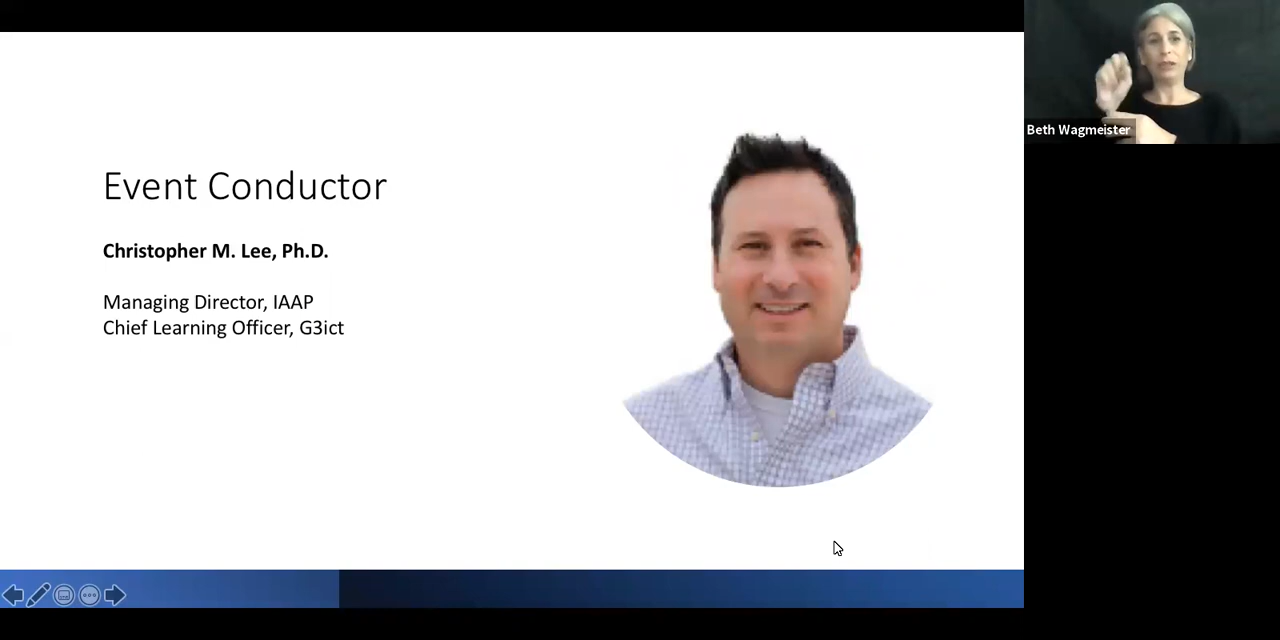 Event Conductor
Christopher M. Lee, Ph.D.
Managing Director, IAAP
Chief Learning Officer, G3ict
Beth Wagmeister